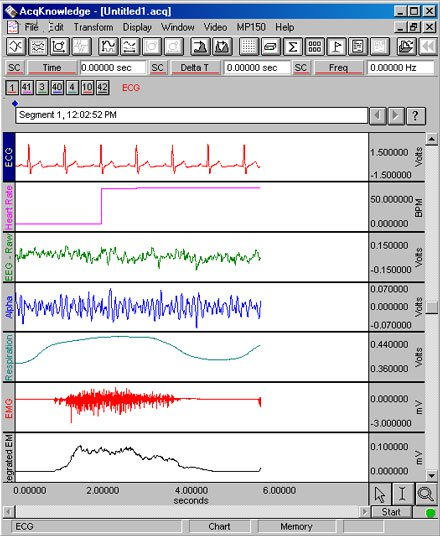 AcqKnowledge - [Untitled1.acq]
File Edit Transform Display Window Video MP150 Help
SC Time 0.00000 sec SC Delta T 0.00000 sec SC Freq 0.00000 Hz
1 41 3 40 4 10 42 ECG
Segment 1, 12:02:52 PM ?
ECG
1.500000
-1.500000
Volts
Heart Rate
50.000000
0.000000
BPM
EEG - Raw
0.150000
-0.150000
Volts
Alpha
0.070000
0.000000
-0.070000
Volts
Respiration
0.440000
0.360000
Volts
EMG
0.000000
-3.000000
mV
tegrated EM
0.100000
0.000000
mV
0.00000 2.00000 4.00000 6.00000
seconds
Start
ECG Chart Memory